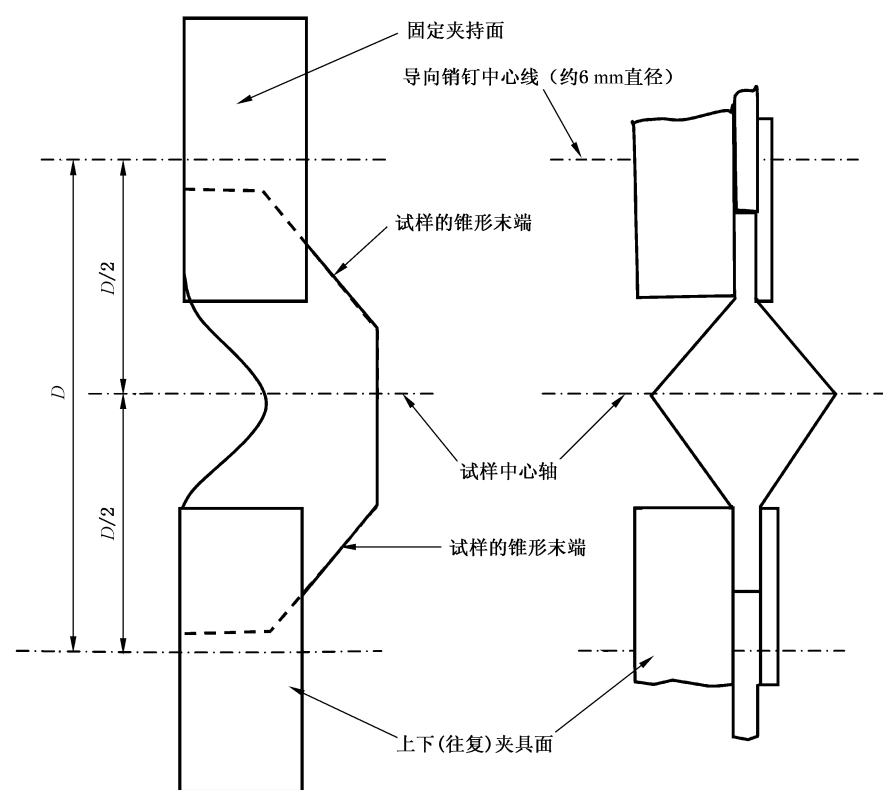 固定夹持面
导向销钉中心线（约6 mm直径）
试样的锥形末端
D/2
D
试样中心轴
D/2
试样的锥形末端
上下(往复)夹具面